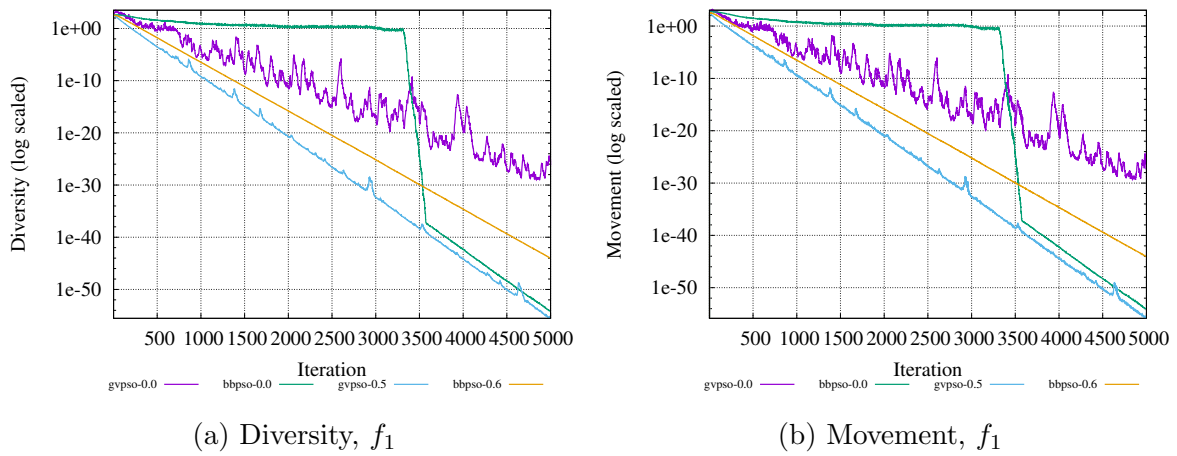 Diversity (log scaled)
1e+00
1e-10
1e-20
1e-30
1e-40
1e-50
500 1000 1500 2000 2500 3000 3500 4000 4500 5000
Iteration
gvpso-0.0 bbpso-0.0 gvpso-0.5 bbpso-0.6
(a) Diversity, f₁
Movement (log scaled)
1e+00
1e-10
1e-20
1e-30
1e-40
1e-50
500 1000 1500 2000 2500 3000 3500 4000 4500 5000
Iteration
gvpso-0.0 bbpso-0.0 gvpso-0.5 bbpso-0.6
(b) Movement, f₁